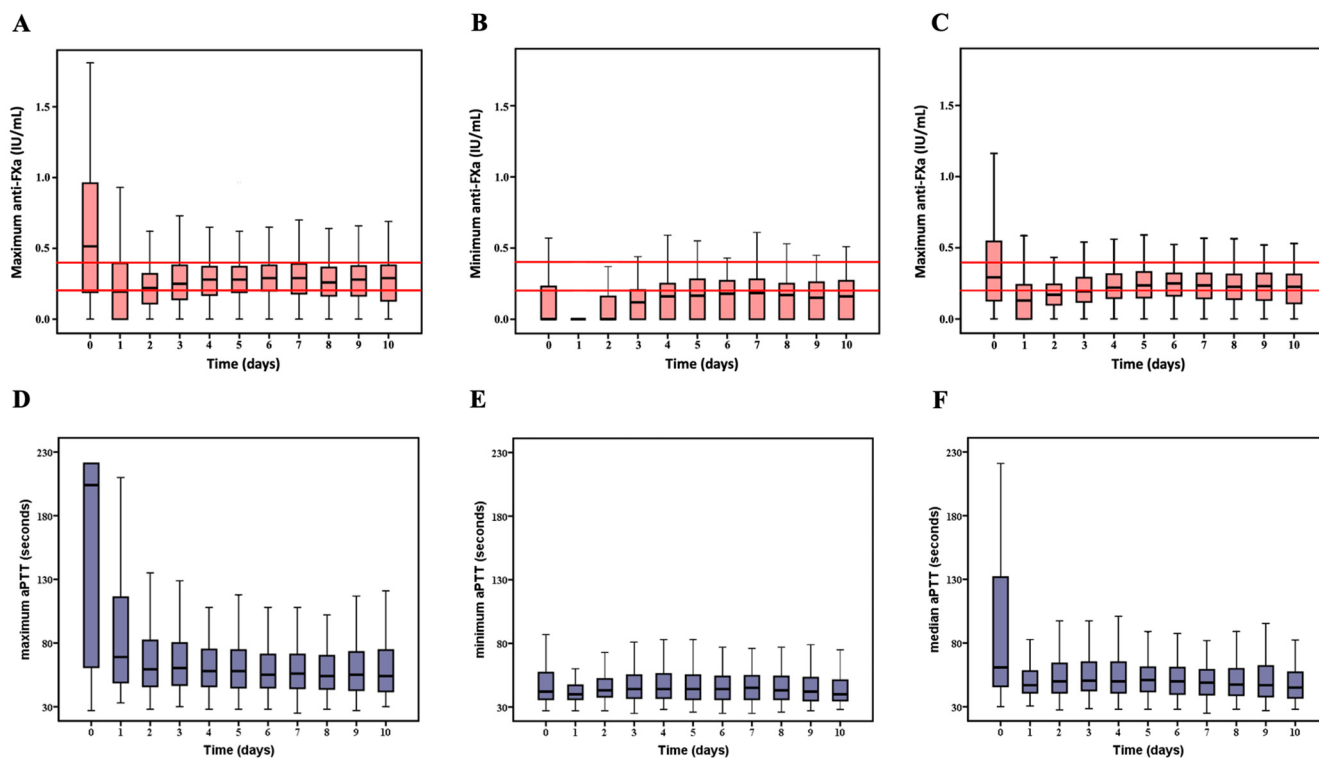 A
B
C
Maximum anti-FXa (IU/mL)
1.5
1.0
0.5
0.0
0 1 2 3 4 5 6 7 8 9 10
Time (days)
Minimum anti-FXa (IU/mL)
1.5
1.0
0.5
0.0
0 1 2 3 4 5 6 7 8 9 10
Time (days)
Maximum anti-FXa (IU/mL)
1.5
1.0
0.5
0.0
0 1 2 3 4 5 6 7 8 9 10
Time (days)
D
E
F
maximum aPTT (seconds)
230
180
130
80
30
0 1 2 3 4 5 6 7 8 9 10
Time (days)
minimum aPTT (seconds)
230
180
130
80
30
0 1 2 3 4 5 6 7 8 9 10
Time (days)
median aPTT (seconds)
230
180
130
80
30
0 1 2 3 4 5 6 7 8 9 10
Time (days)